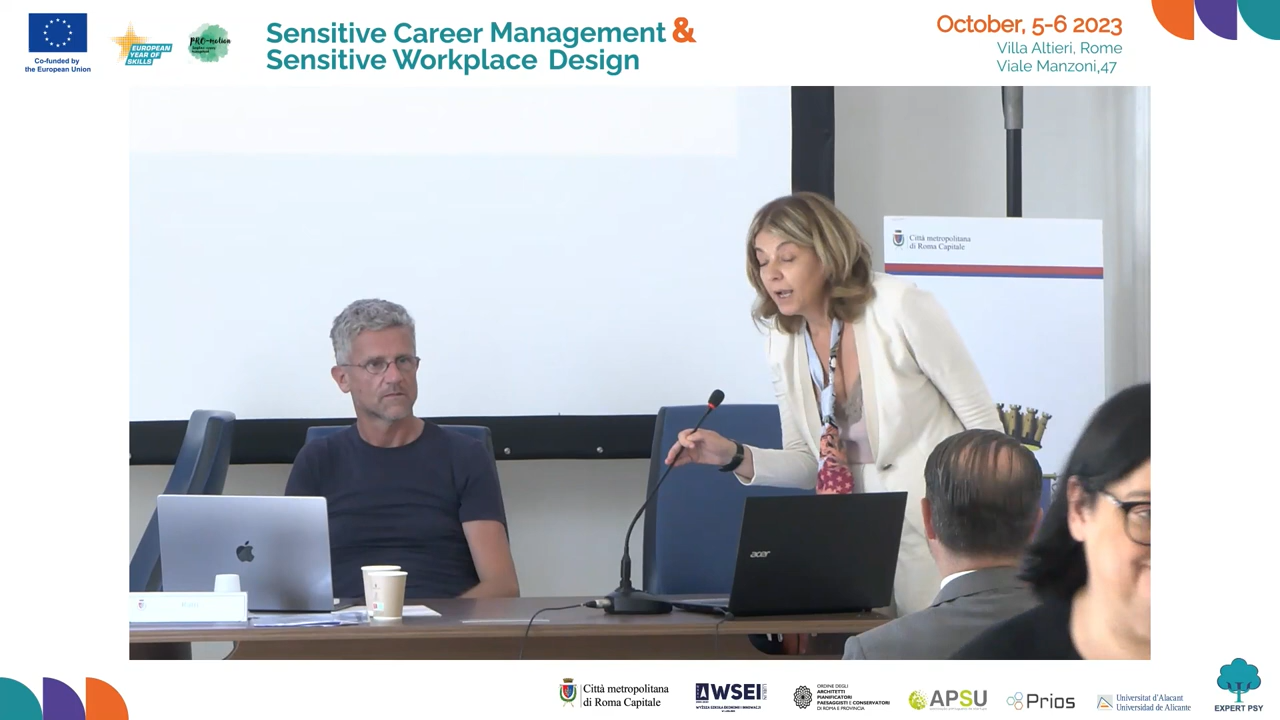 Co-funded by
the European Union
EUROPEAN
YEAR OF
SKILLS
PRO-motion
Sensitive Career Management &
Sensitive Workplace Design
October, 5-6 2023
Villa Altieri, Rome
Viale Manzoni,47
Città metropolitana
di Roma Capitale
acer
Città metropolitana
di Roma Capitale
WSEI
LUBLIN
ORDINE DEGLI
ARCHITETTI
PIANIFICATORI
PAESAGGISTI E CONSERVATORI
DI ROMA E PROVINCIA
APSU
Prios
Universitat d'Alacant
Universidad de Alicante
EXPERT PSY